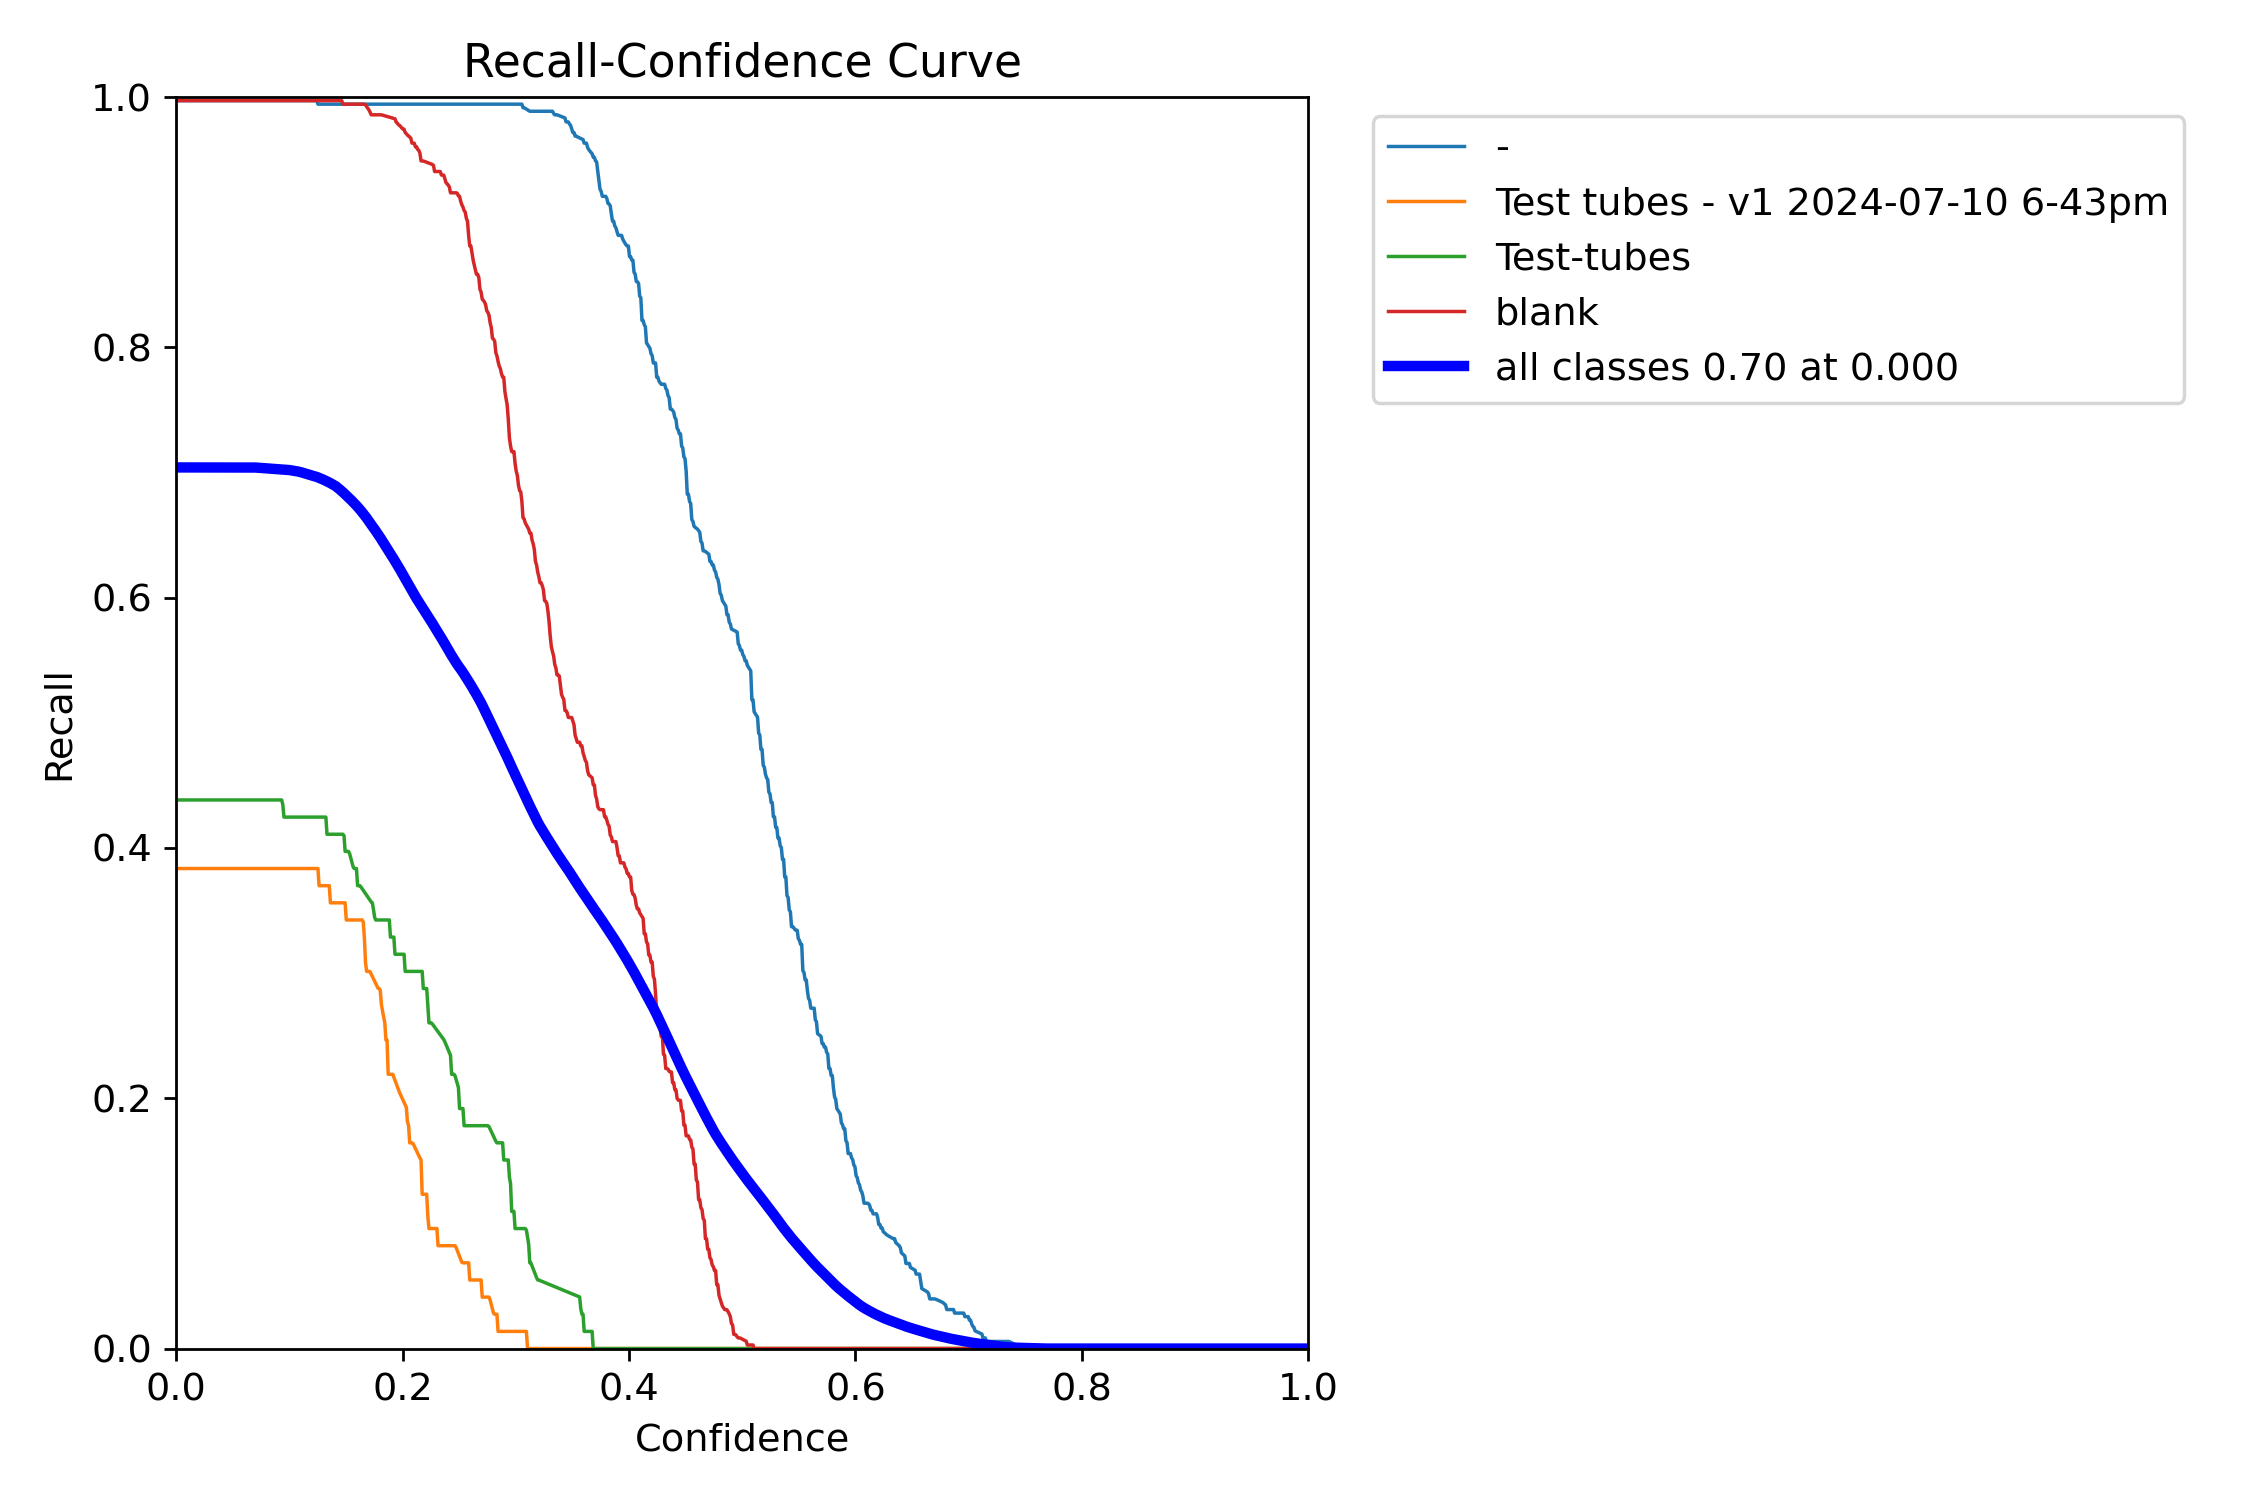 Recall-Confidence Curve
1.0
0.8
0.6
0.4
0.2
0.0
Recall
0.0 0.2 0.4 0.6 0.8 1.0
Confidence
-
Test tubes - v1 2024-07-10 6-43pm
Test-tubes
blank
all classes 0.70 at 0.000